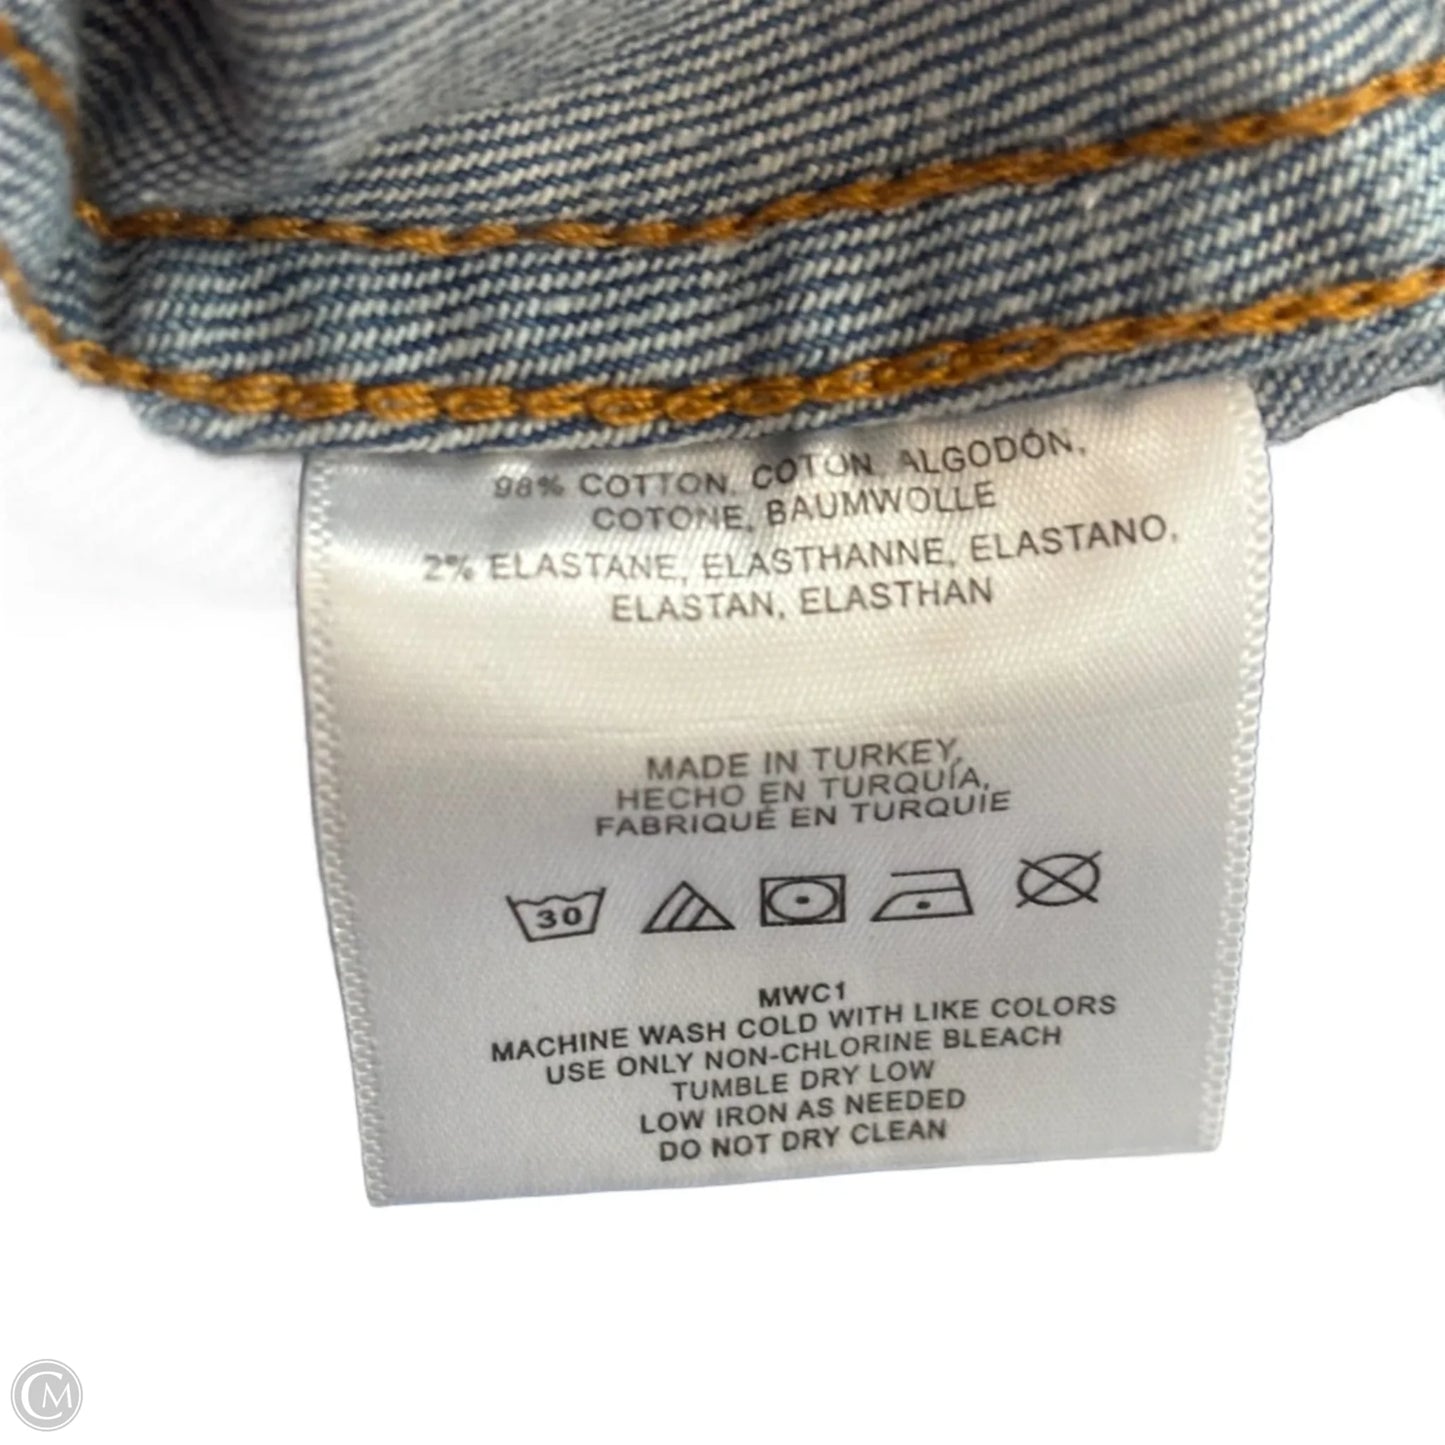 98% COTTON, COTON, ALGODÓN,
COTONE, BAUMWOLLE
2% ELASTANE, ELASTHANNE, ELASTANO,
ELASTAN, ELASTHAN
MADE IN TURKEY,
HECHO EN TURQUÍA,
FABRIQUÉ EN TURQUIE
30
MWC1
MACHINE WASH COLD WITH LIKE COLORS
USE ONLY NON-CHLORINE BLEACH
TUMBLE DRY LOW
LOW IRON AS NEEDED
DO NOT DRY CLEAN
CM